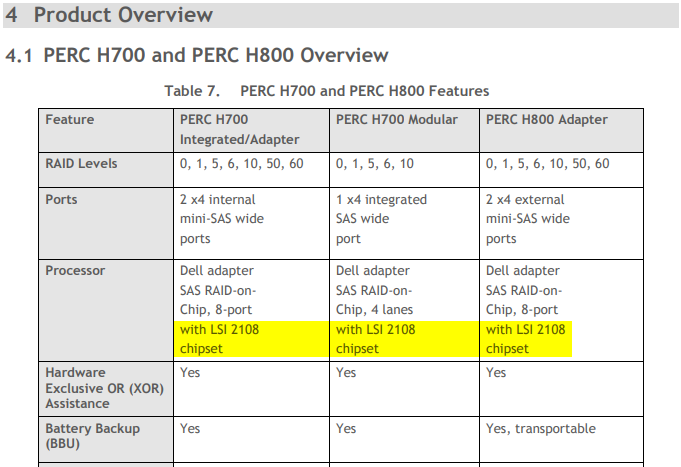 4 Product Overview
4.1 PERC H700 and PERC H800 Overview
Table 7. PERC H700 and PERC H800 Features
Feature
PERC H700
Integrated/Adapter
PERC H700 Modular
PERC H800 Adapter
RAID Levels
0, 1, 5, 6, 10, 50, 60
0, 1, 5, 6, 10
0, 1, 5, 6, 10, 50, 60
Ports
2 x4 internal
mini-SAS wide
ports
1 x4 integrated
SAS wide
port
2 x4 external
mini-SAS wide
ports
Processor
Dell adapter
SAS RAID-on-
Chip, 8-port
with LSI 2108
chipset
Dell adapter
SAS RAID-on-
Chip, 4 lanes
with LSI 2108
chipset
Dell adapter
SAS RAID-on-
Chip, 8-port
with LSI 2108
chipset
Hardware
Exclusive OR (XOR)
Assistance
Yes
Yes
Yes
Battery Backup
(BBU)
Yes
Yes
Yes, transportable